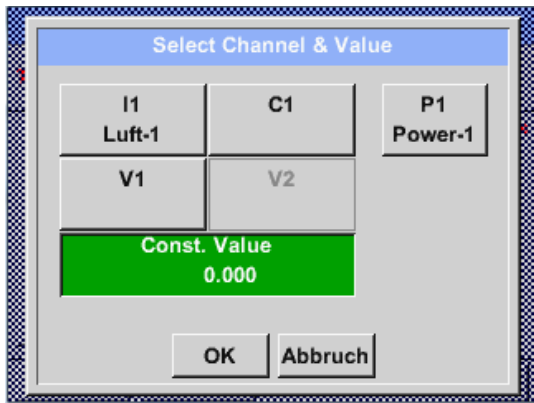 Select Channel & Value
I1 C1 P1
Luft-1 Power-1
V1 V2
Const. Value
0.000
OK Abbruch